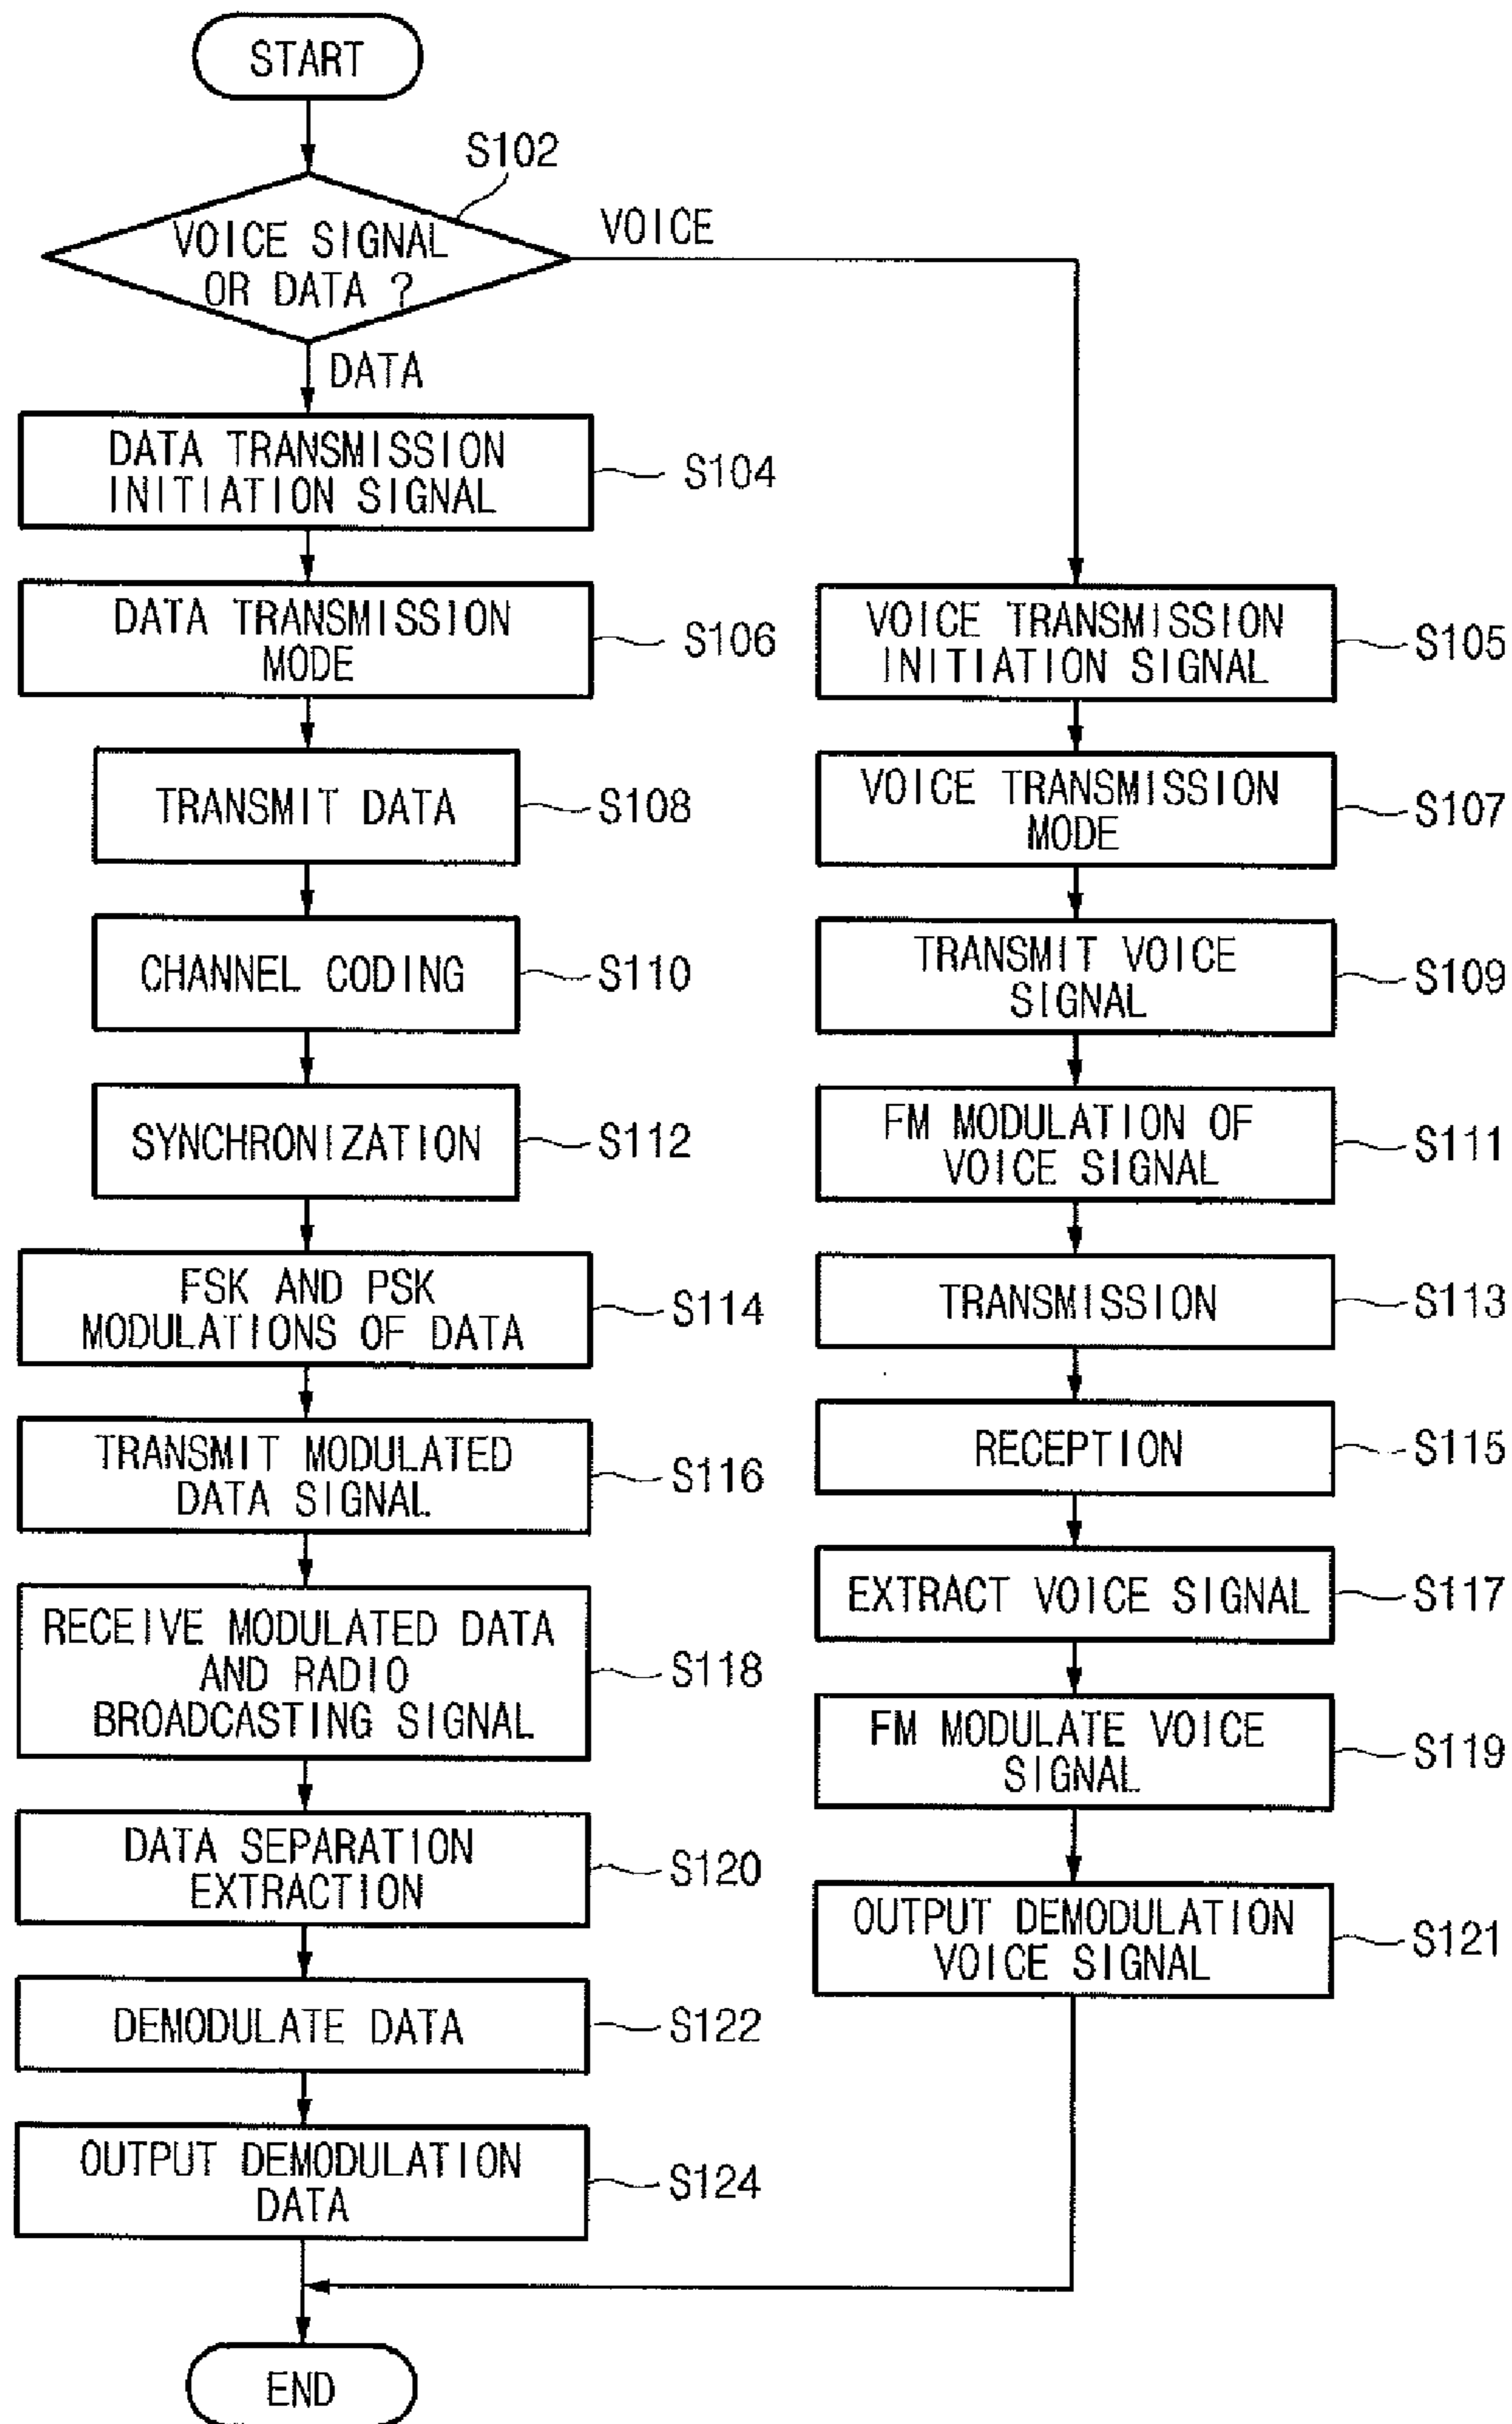 START
S102
VOICE SIGNAL
OR DATA ?
VOICE
DATA
DATA TRANSMISSION
INITIATION SIGNAL
S104
DATA TRANSMISSION
MODE
S106
TRANSMIT DATA
S108
CHANNEL CODING
S110
SYNCHRONIZATION
S112
FSK AND PSK
MODULATIONS OF DATA
S114
TRANSMIT MODULATED
DATA SIGNAL
S116
RECEIVE MODULATED DATA
AND RADIO
BROADCASTING SIGNAL
S118
DATA SEPARATION
EXTRACTION
S120
DEMODULATE DATA
S122
OUTPUT DEMODULATION
DATA
S124
VOICE TRANSMISSION
INITIATION SIGNAL
S105
VOICE TRANSMISSION
MODE
S107
TRANSMIT VOICE
SIGNAL
S109
FM MODULATION OF
VOICE SIGNAL
S111
TRANSMISSION
S113
RECEPTION
S115
EXTRACT VOICE SIGNAL
S117
FM MODULATE VOICE
SIGNAL
S119
OUTPUT DEMODULATION
VOICE SIGNAL
S121
END